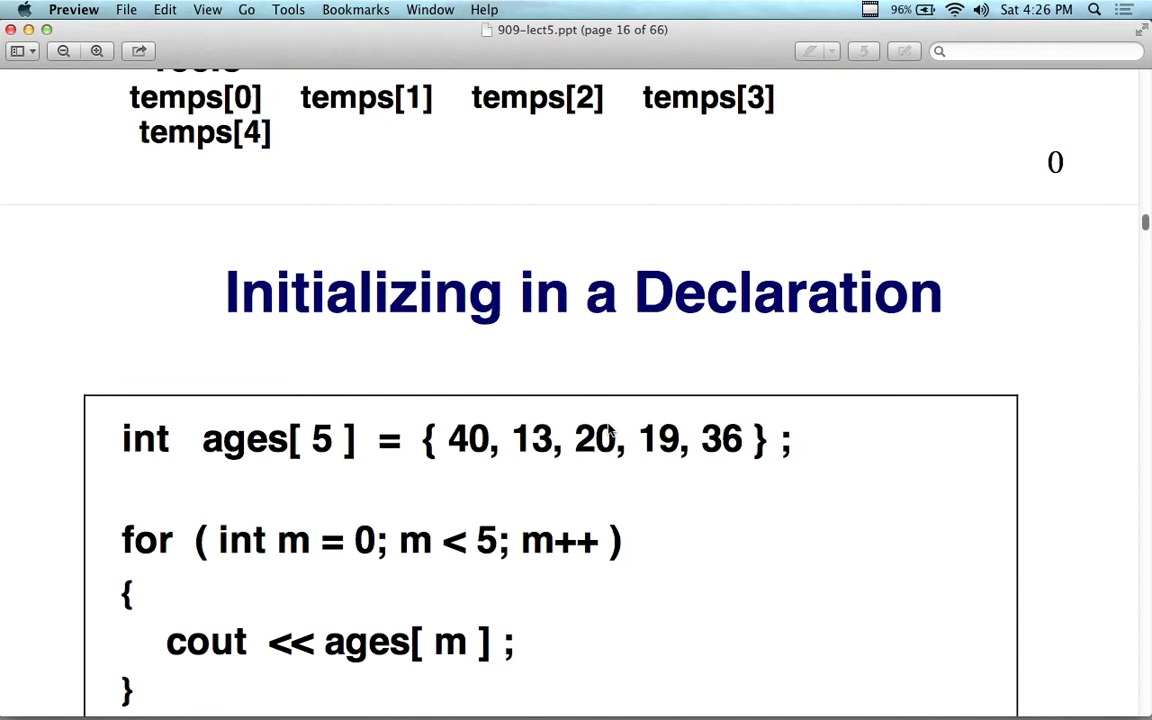 Preview File Edit View Go Tools Bookmarks Window Help 96% Sat 4:26 PM
909-lect5.ppt (page 16 of 66)
temps[0] temps[1] temps[2] temps[3]
temps[4]
0
Initializing in a Declaration
int ages[ 5 ] = { 40, 13, 20, 19, 36 } ;
for ( int m = 0; m < 5; m++ )
{
cout << ages[ m ] ;
}